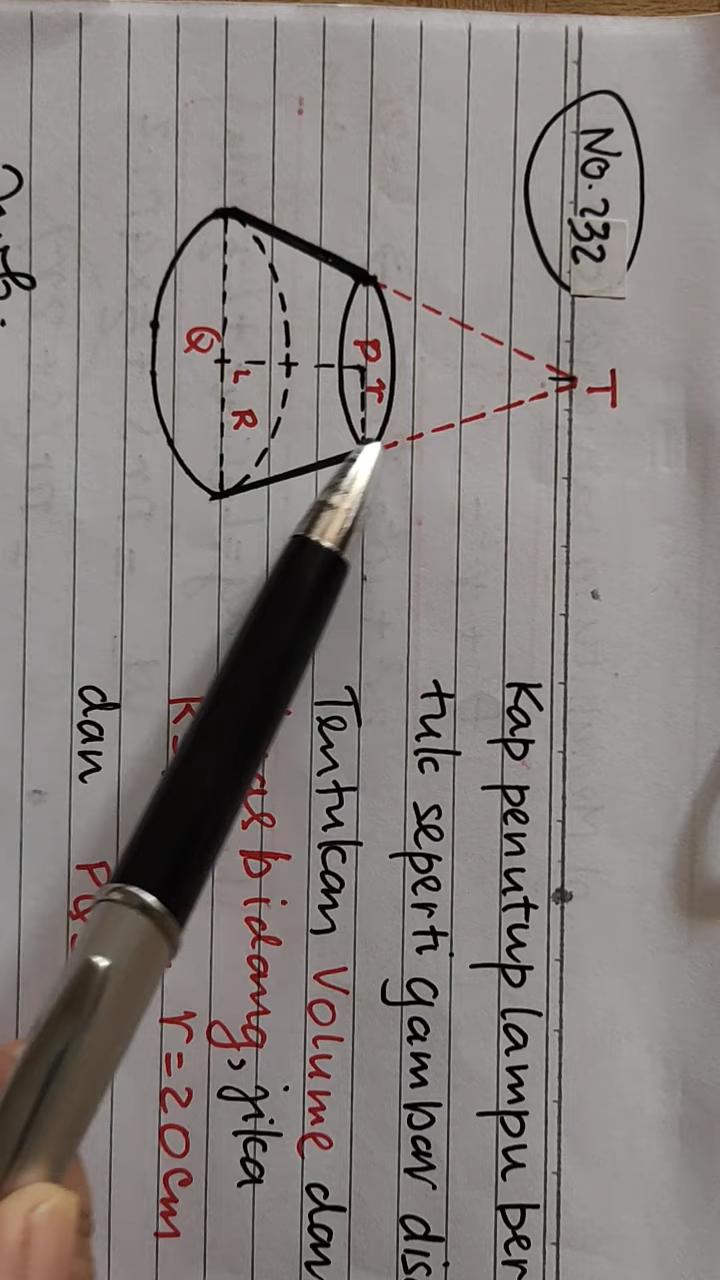 No. 232
T
P r
Q R
Kap penutup lampu ber
tuk seperti gambar dis
Tentukan Volume dan
bidang, jika
r = 20 cm
dan